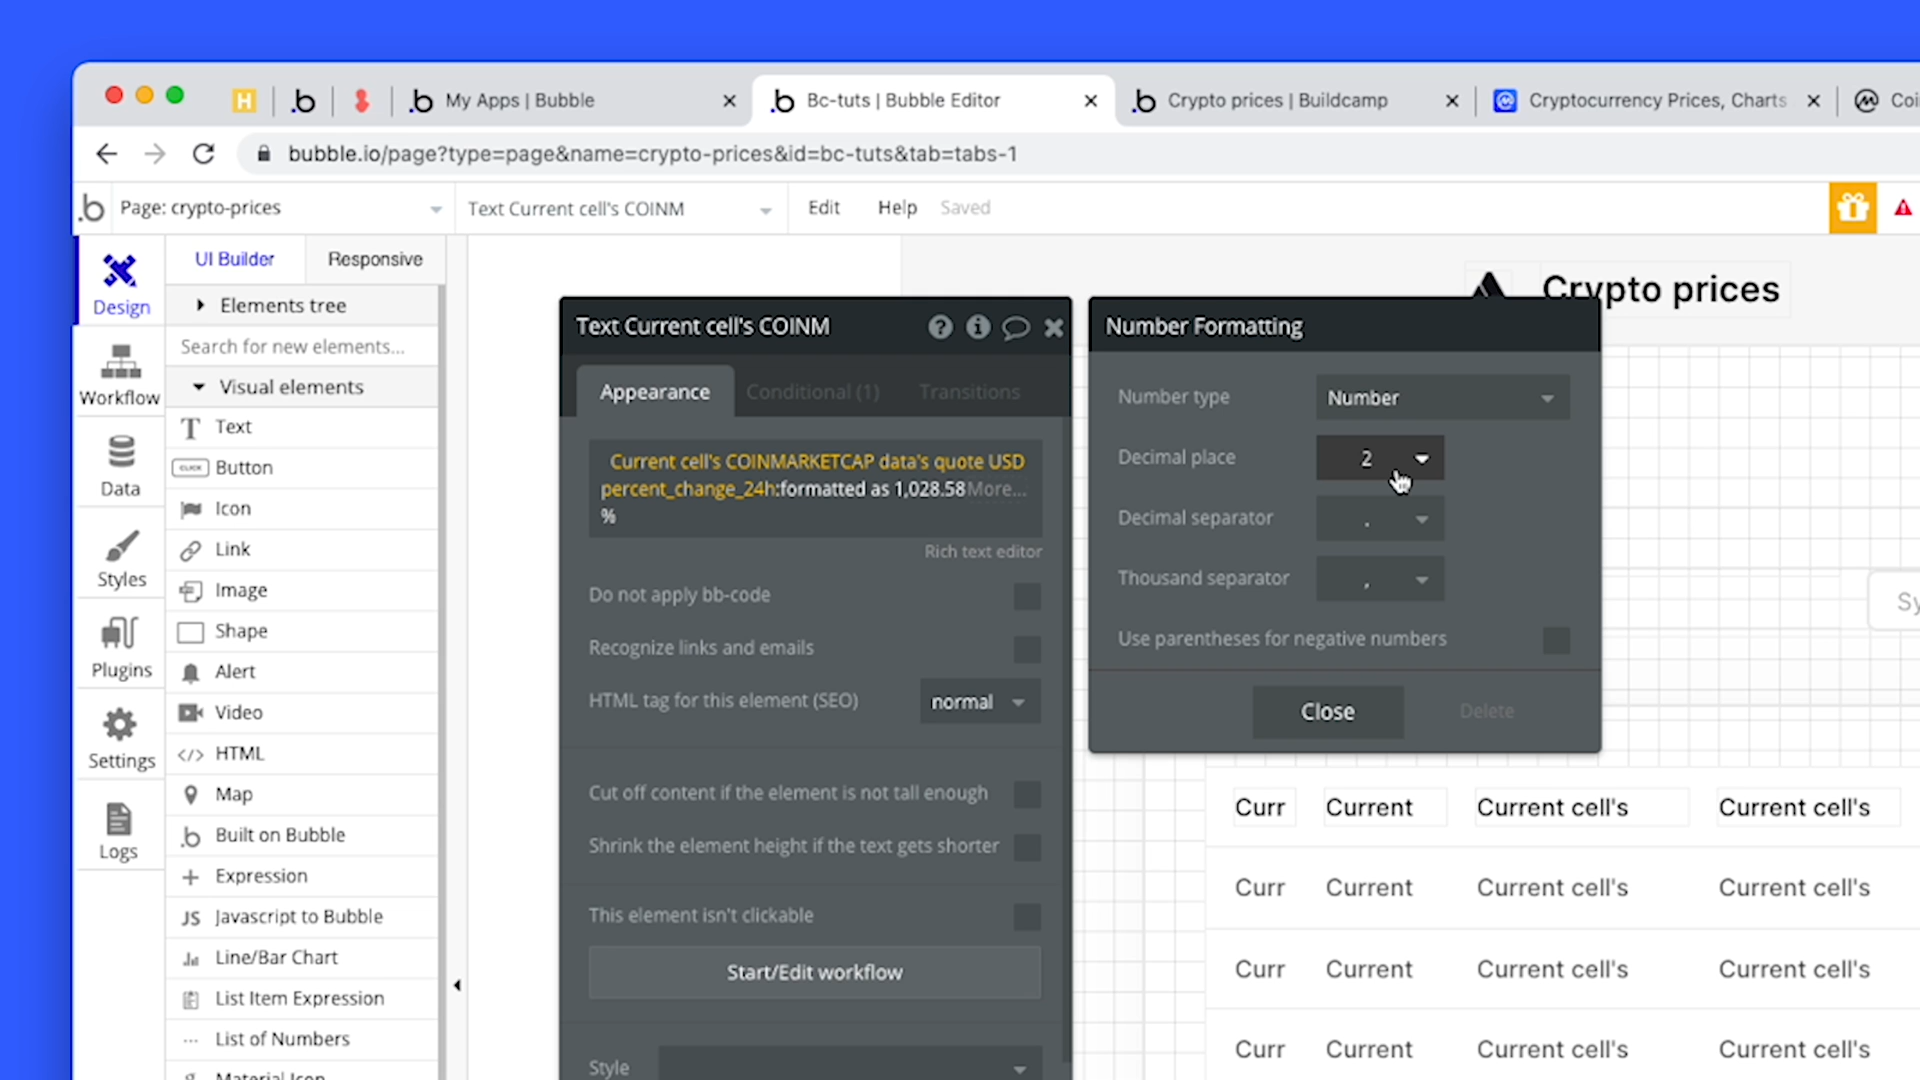 H
.b
.b My Apps | Bubble
.b Bc-tuts | Bubble Editor
.b Crypto prices | Buildcamp
Cryptocurrency Prices, Charts
Coi
bubble.io/page?type=page&name=crypto-prices&id=bc-tuts&tab=tabs-1
.b Page: crypto-prices
Text Current cell's COINM
Edit
Help
Saved
Design
Workflow
Data
Styles
Plugins
Settings
Logs
UI Builder
Responsive
Elements tree
Search for new elements...
Visual elements
T Text
CLICK Button
Icon
Link
Image
Shape
Alert
Video
</> HTML
Map
.b Built on Bubble
+ Expression
JS Javascript to Bubble
Line/Bar Chart
List Item Expression
··· List of Numbers
Material Icon
Text Current cell's COINM
Appearance
Conditional (1)
Transitions
Current cell's COINMARKETCAP data's quote USD
percent_change_24h:formatted as 1,028.58More...
%
Rich text editor
Do not apply bb-code
Recognize links and emails
HTML tag for this element (SEO)
normal
Cut off content if the element is not tall enough
Shrink the element height if the text gets shorter
This element isn't clickable
Start/Edit workflow
Style
Number Formatting
Number type
Number
Decimal place
2
Decimal separator
.
Thousand separator
,
Use parentheses for negative numbers
Close
Delete
Crypto prices
Sy
Curr Current Current cell's Current cell's
Curr Current Current cell's Current cell's
Curr Current Current cell's Current cell's
Curr Current Current cell's Current cell's